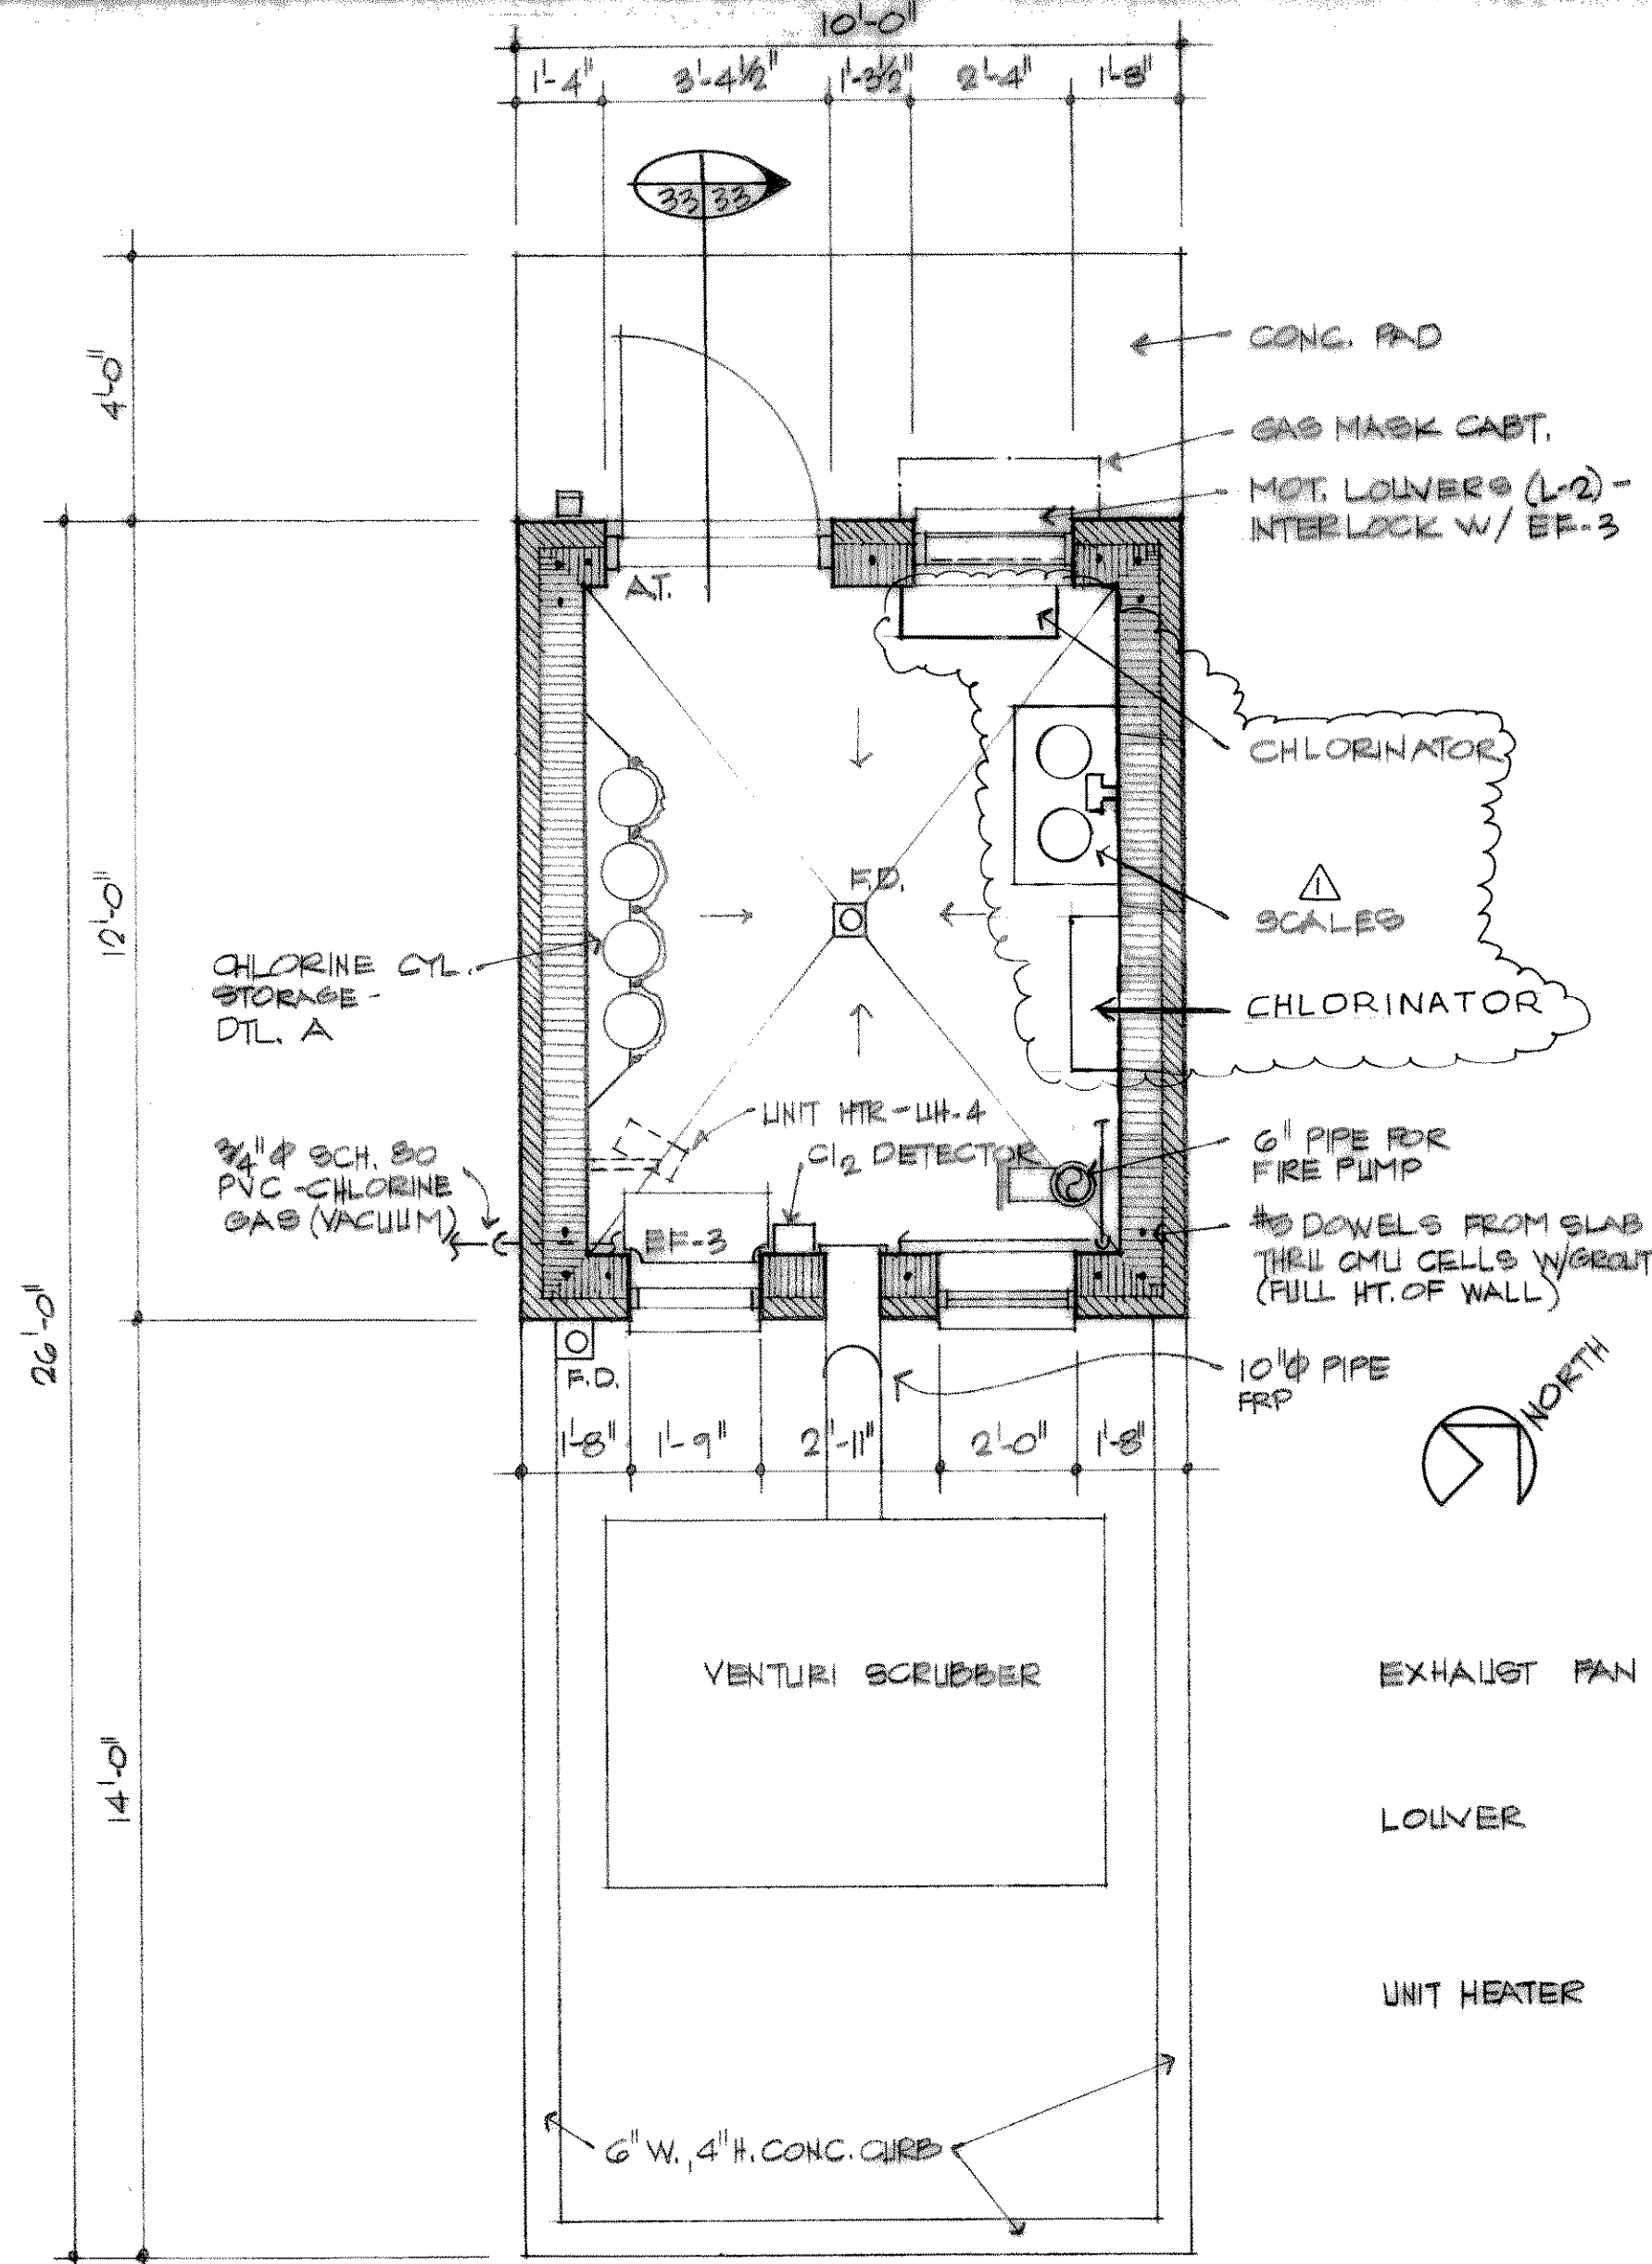 10'-0"
1'-4" 3'-4½" 1'-3½" 2'-4" 1'-8"
33 33
4'-0"
CONC. PAD
GAS MASK CABT.
MOT. LOUVERS (L-2) -
INTERLOCK W/ EF-3
A.T.
CHLORINATOR
F.D.
1
SCALES
12'-0"
CHLORINE CYL.
STORAGE -
DTL. A
CHLORINATOR
UNIT HTR - UH-4
Cl2 DETECTOR
3/4" Φ SCH. 80
PVC - CHLORINE
GAS (VACUUM)
6" PIPE FOR
FIRE PUMP
EF-3
#5 DOWELS FROM SLAB
THRU CMU CELLS W/GROUT
(FULL HT. OF WALL)
26'-0"
F.D.
10"Φ PIPE
FRP
NORTH
1'-8" 1'-9" 2'-11" 2'-0" 1'-8"
VENTURI SCRUBBER
EXHAUST FAN
14'-0"
LOUVER
UNIT HEATER
6" W., 4" H. CONC. CURB